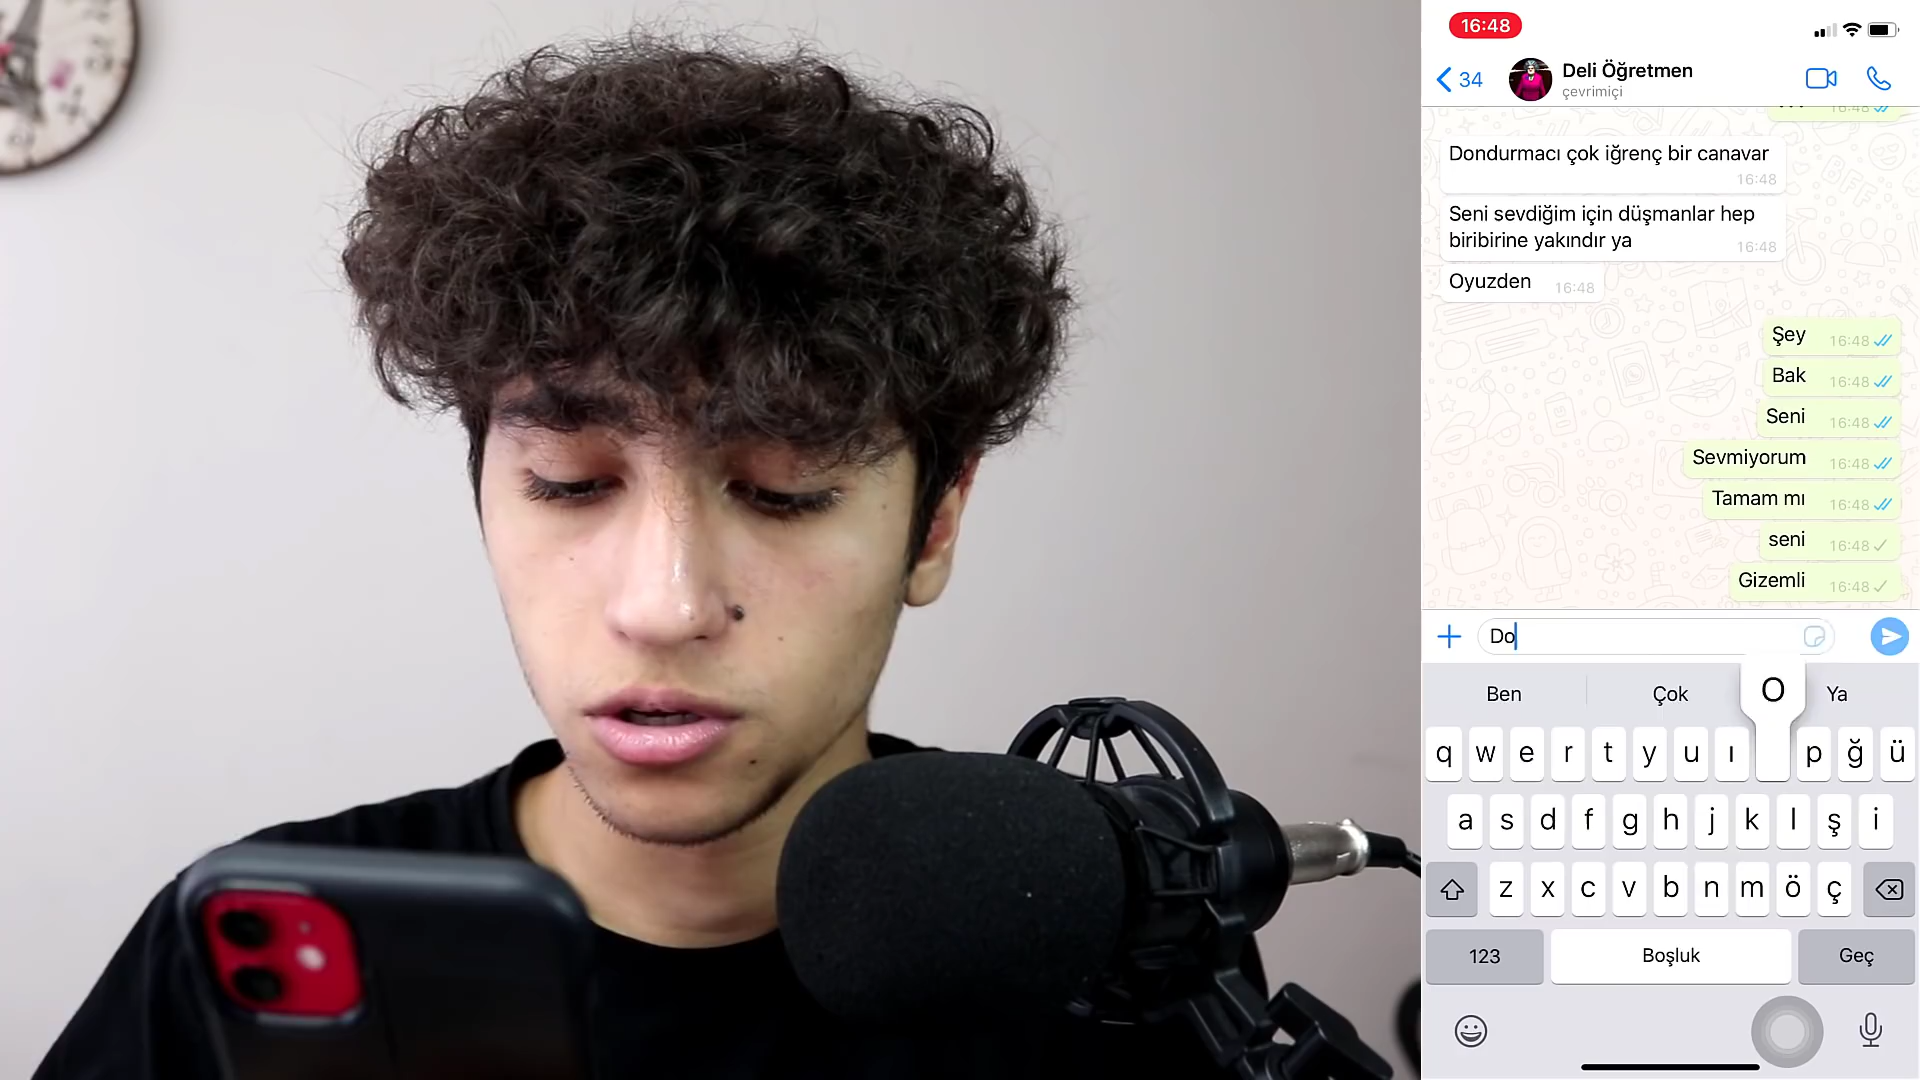 16:48
34
Deli Öğretmen
çevrimiçi
16:48
Dondurmacı çok iğrenç bir canavar
16:48
Seni sevdiğim için düşmanlar hep
biribirine yakındır ya
16:48
Oyuzden 16:48
Şey 16:48
Bak 16:48
Seni 16:48
Sevmiyorum 16:48
Tamam mı 16:48
seni 16:48
Gizemli 16:48
Do
Ben Çok O Ya
q w e r t y u ı p ğ ü
a s d f g h j k l ş i
z x c v b n m ö ç
123 Boşluk Geç